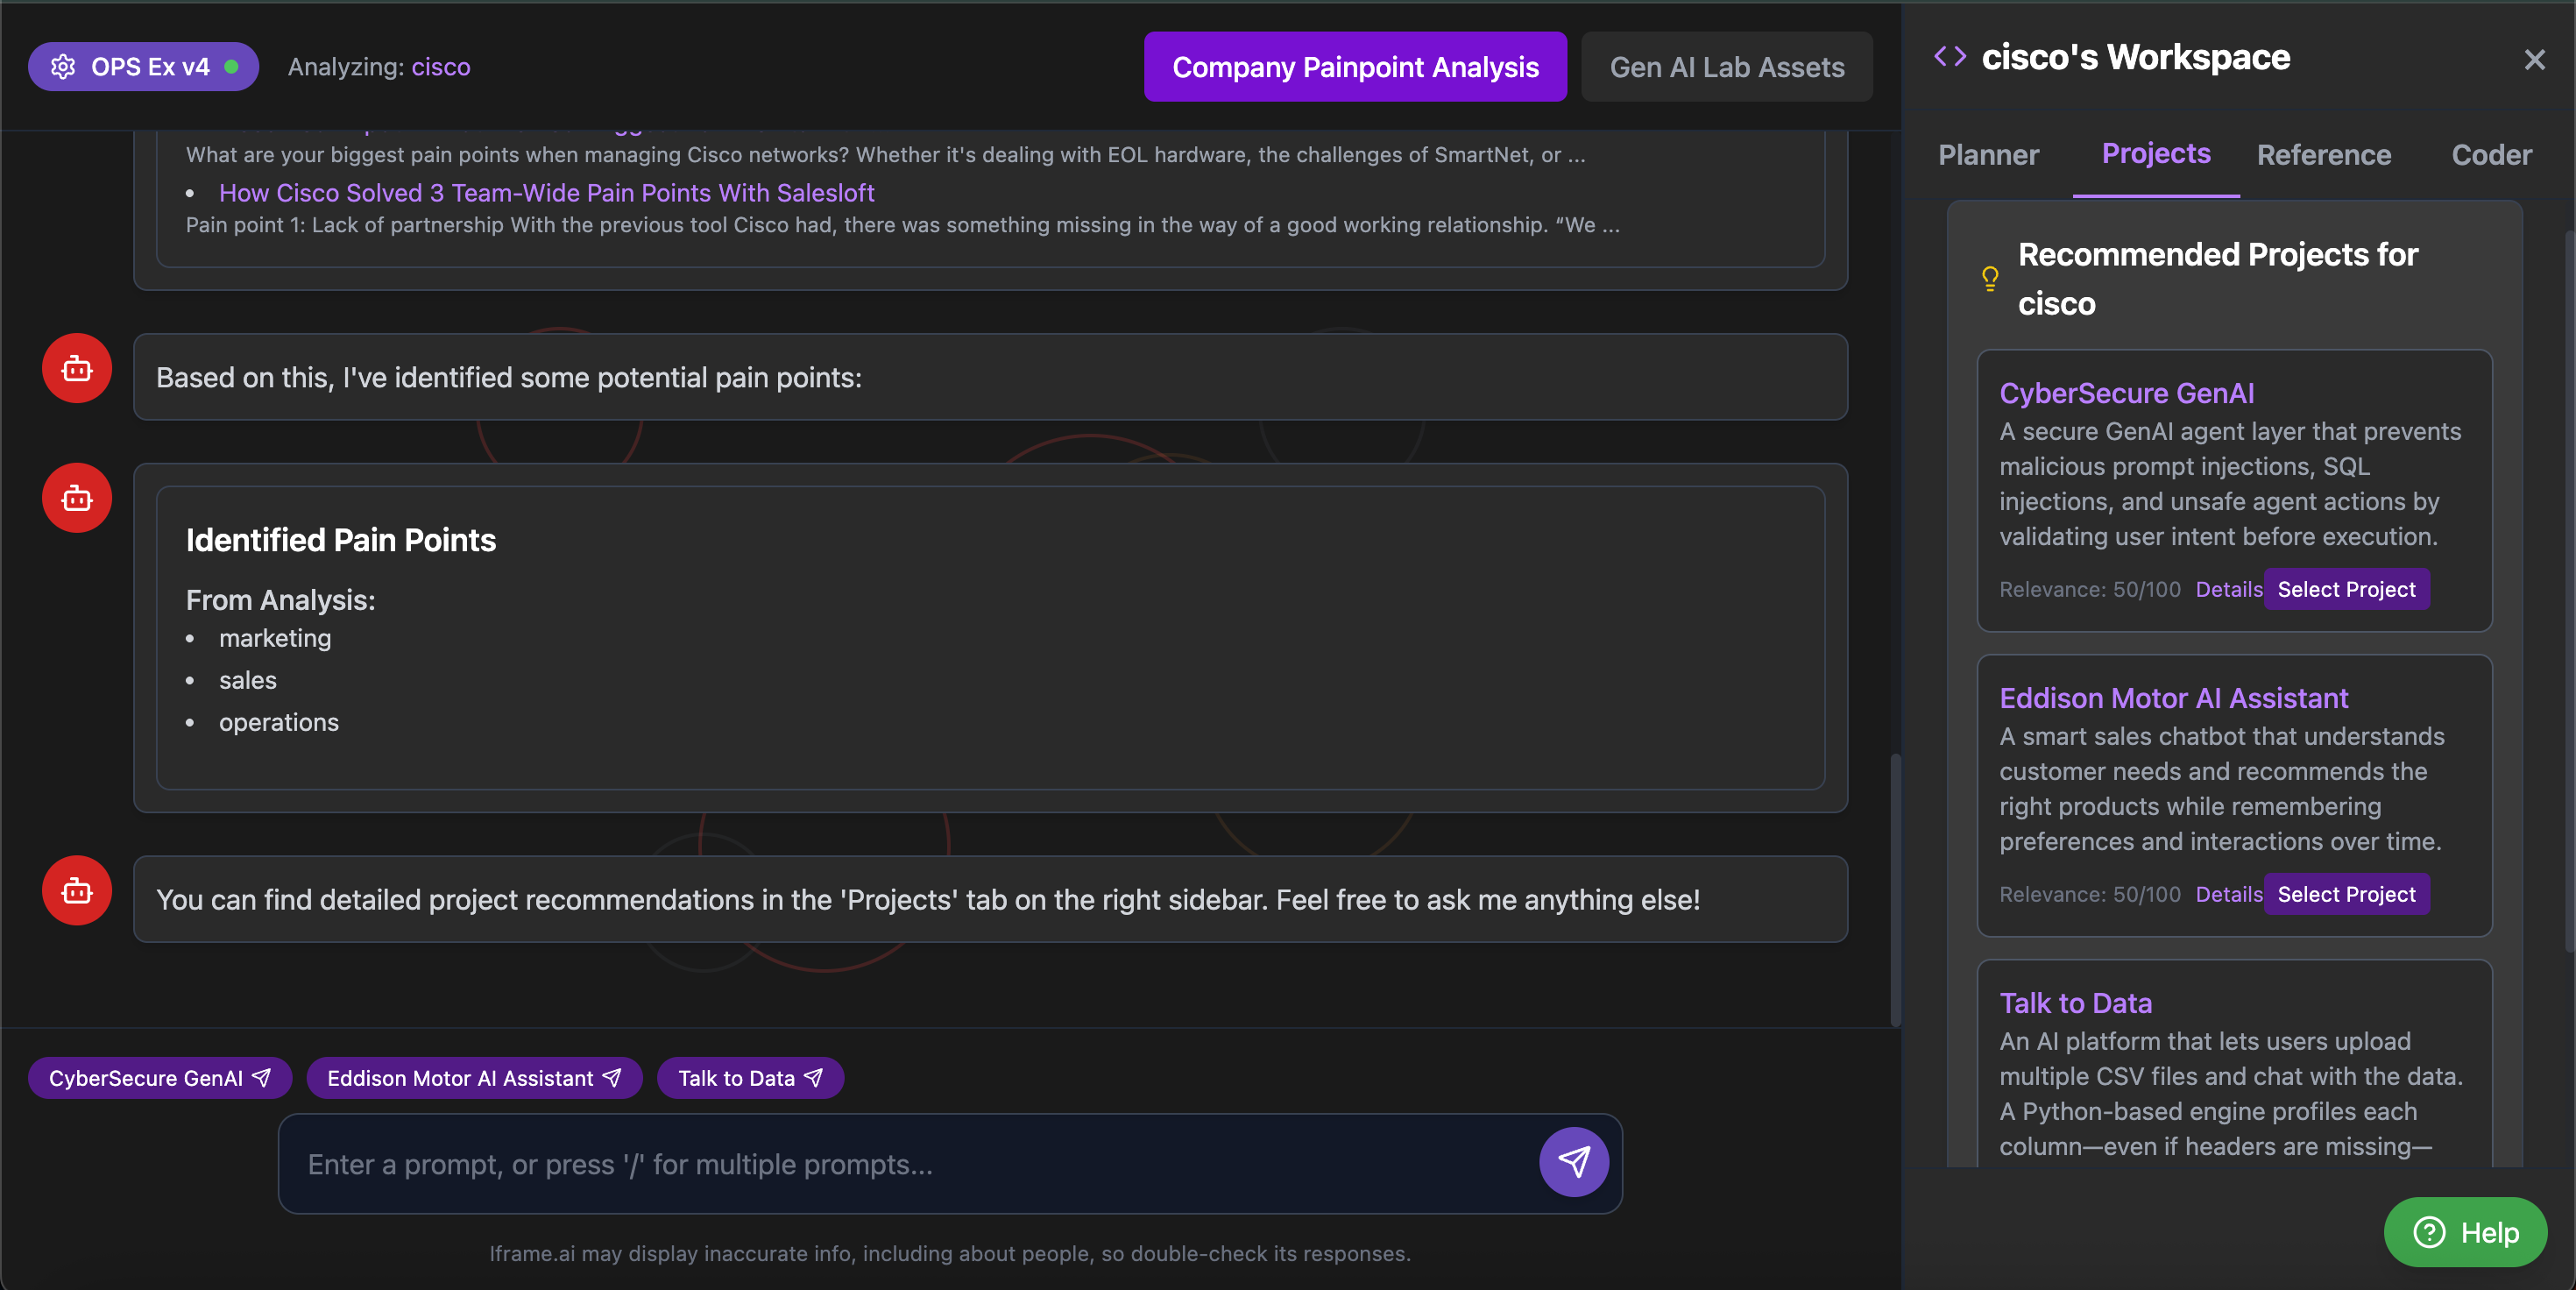 OPS Ex v4
Analyzing: cisco
Company Painpoint Analysis
Gen AI Lab Assets
What are your biggest pain points when managing Cisco networks? Whether it's dealing with EOL hardware, the challenges of SmartNet, or ...
• How Cisco Solved 3 Team-Wide Pain Points With Salesloft
Pain point 1: Lack of partnership With the previous tool Cisco had, there was something missing in the way of a good working relationship. “We ...
Based on this, I've identified some potential pain points:
Identified Pain Points
From Analysis:
• marketing
• sales
• operations
You can find detailed project recommendations in the 'Projects' tab on the right sidebar. Feel free to ask me anything else!
CyberSecure GenAI
Eddison Motor AI Assistant
Talk to Data
Enter a prompt, or press '/' for multiple prompts...
Iframe.ai may display inaccurate info, including about people, so double-check its responses.
cisco's Workspace
Planner
Projects
Reference
Coder
Recommended Projects for
cisco
CyberSecure GenAI
A secure GenAI agent layer that prevents
malicious prompt injections, SQL
injections, and unsafe agent actions by
validating user intent before execution.
Relevance: 50/100 Details Select Project
Eddison Motor AI Assistant
A smart sales chatbot that understands
customer needs and recommends the
right products while remembering
preferences and interactions over time.
Relevance: 50/100 Details Select Project
Talk to Data
An AI platform that lets users upload
multiple CSV files and chat with the data.
A Python-based engine profiles each
column—even if headers are missing—
Help